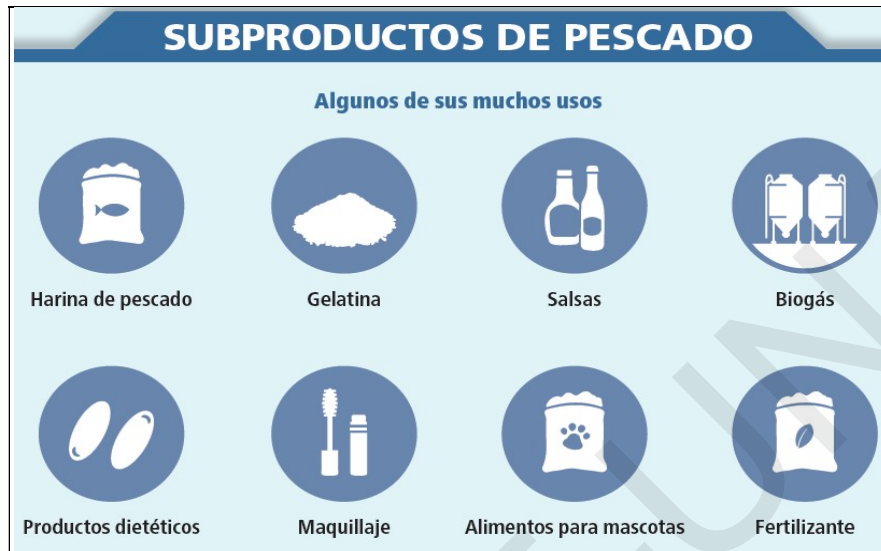 SUBPRODUCTOS DE PESCADO
Algunos de sus muchos usos
Harina de pescado
Gelatina
Salsas
Biogás
Productos dietéticos
Maquillaje
Alimentos para mascotas
Fertilizante